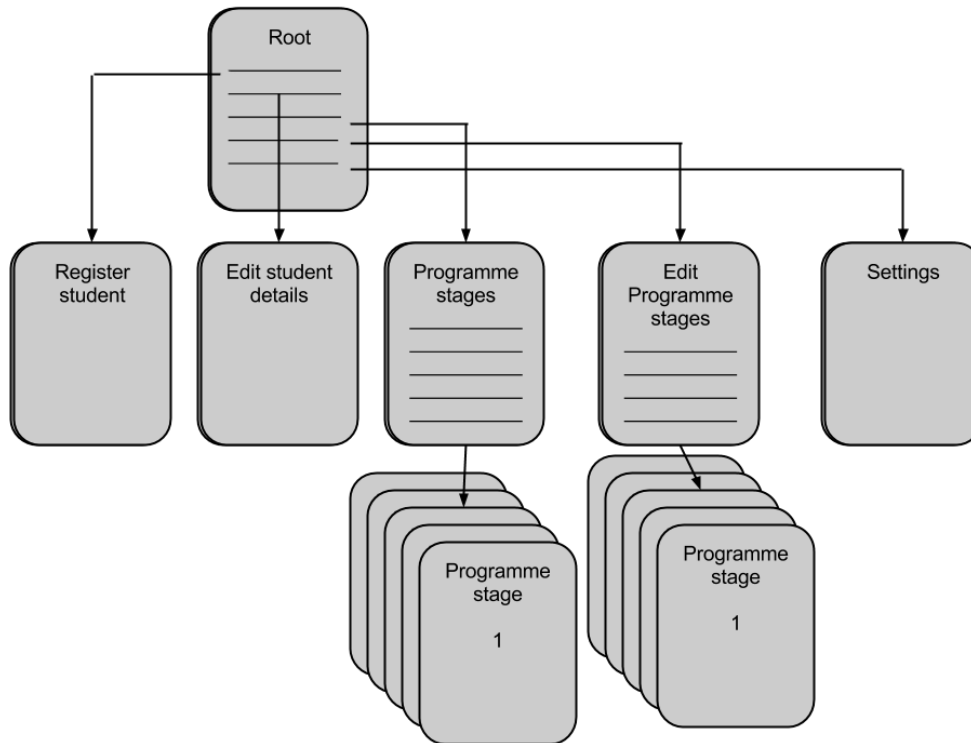 Root
Register
student
Edit student
details
Programme
stages
Edit
Programme
stages
Settings
Programme
stage
1
Programme
stage
1